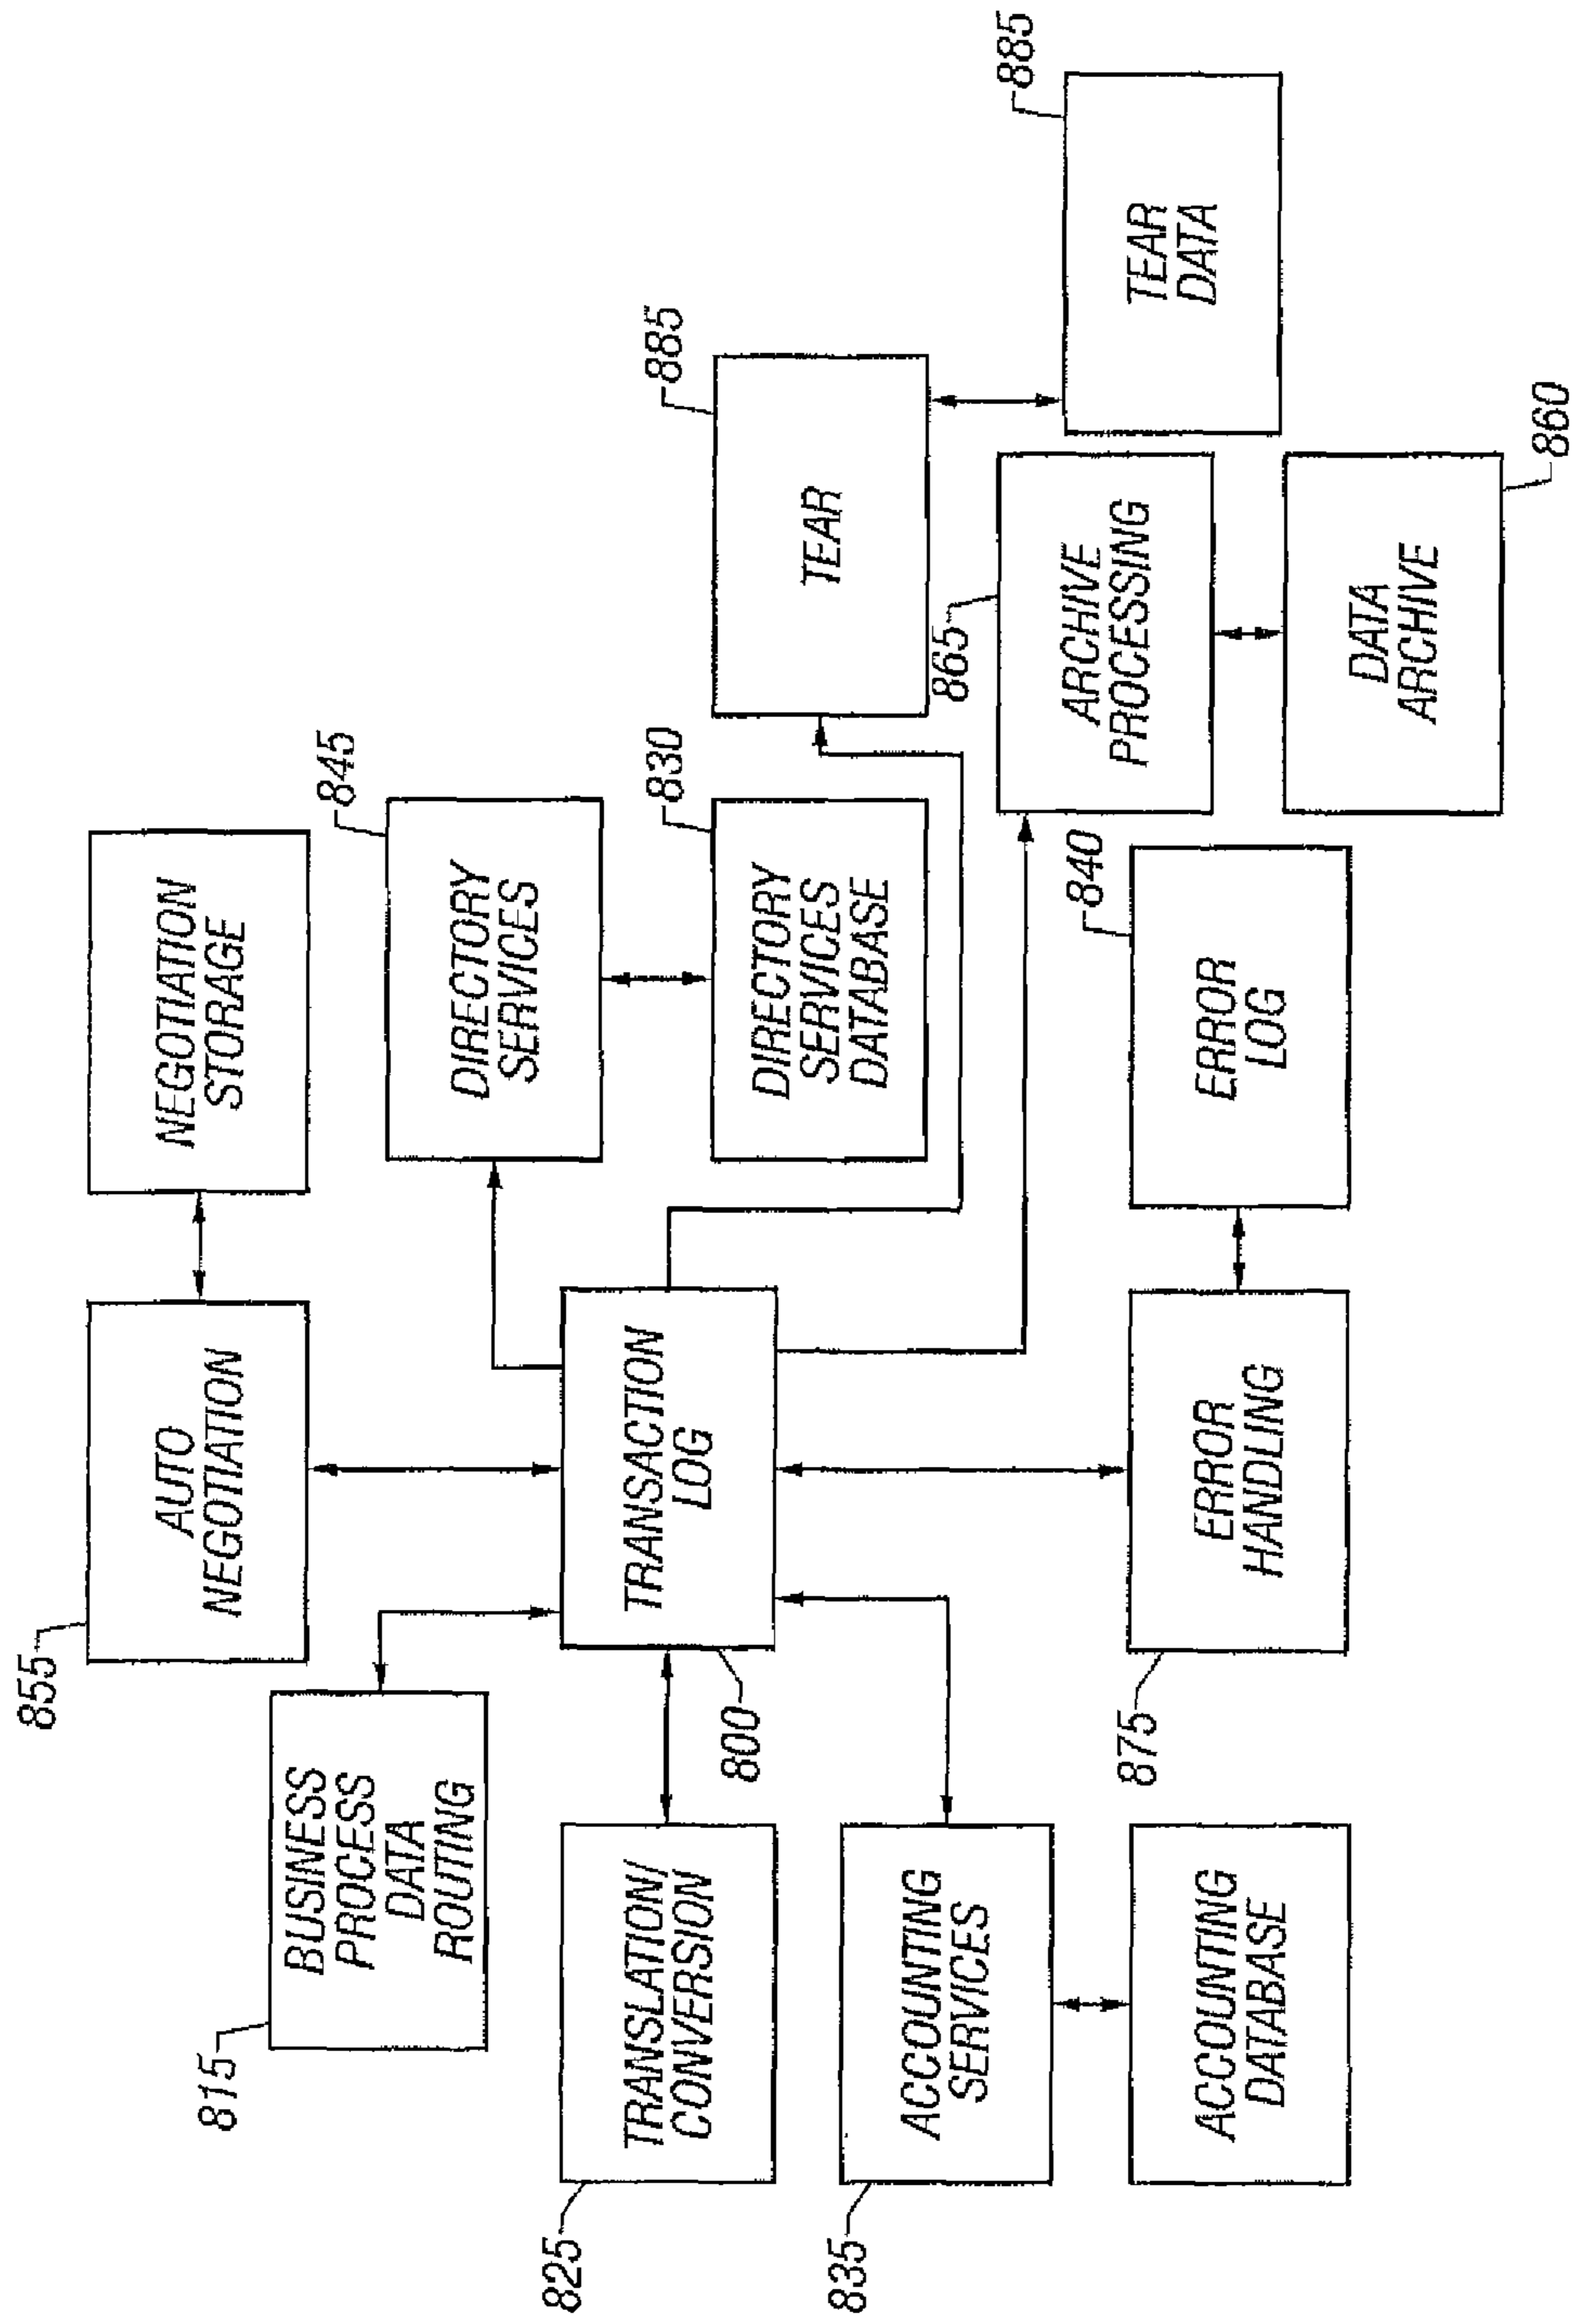 855
AUTO
NEGOTIATION
NEGOTIATION
STORAGE
815
BUSINESS
PROCESS
DATA
ROUTING
845
DIRECTORY
SERVICES
825
TRANSLATION/
CONVERSION
800
TRANSACTION
LOG
830
DIRECTORY
SERVICES
DATABASE
885
TEAR
835
ACCOUNTING
SERVICES
865
ARCHIVE
PROCESSING
885
TEAR
DATA
ACCOUNTING
DATABASE
875
ERROR
HANDLING
840
ERROR
LOG
DATA
ARCHIVE
860